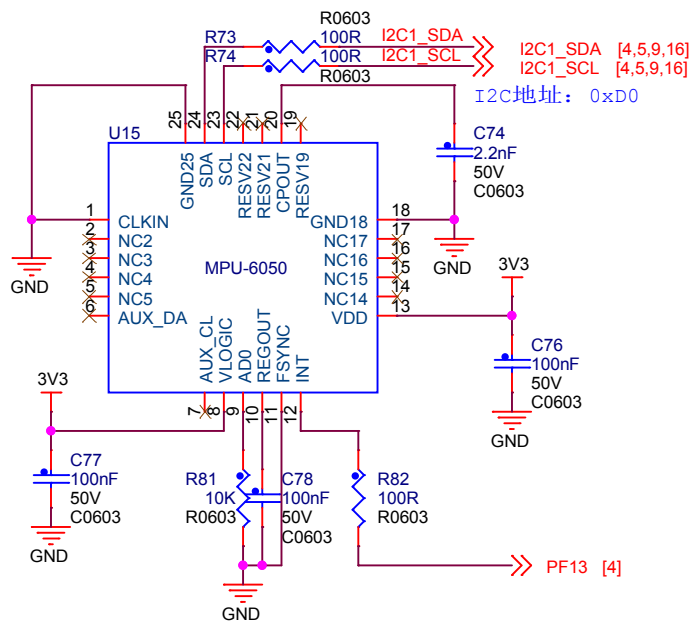 R0603
R73 100R I2C1_SDA
R74 100R I2C1_SCL
R0603
I2C1_SDA [4,5,9,16]
I2C1_SCL [4,5,9,16]
I2C地址：0xD0
25 24 23 22 21 20 19
U15
GND25 SDA SCL RESV22 RESV21 CPOUT RESV19
C74
2.2nF
50V
C0603
1 CLKIN
2 NC2
3 NC3
4 NC4
5 NC5
6 AUX_DA
MPU-6050
GND18 18
NC17 17
NC16 16
NC15 15
NC14 14
VDD 13
GND
GND
3V3
AUX_CL VLOGIC AD0 REGOUT FSYNC INT
7 8 9 10 11 12
C76
100nF
50V
C0603
GND
3V3
C77
100nF
50V
C0603
GND
R81
10K
R0603
C78
100nF
50V
C0603
R82
100R
R0603
GND
PF13 [4]